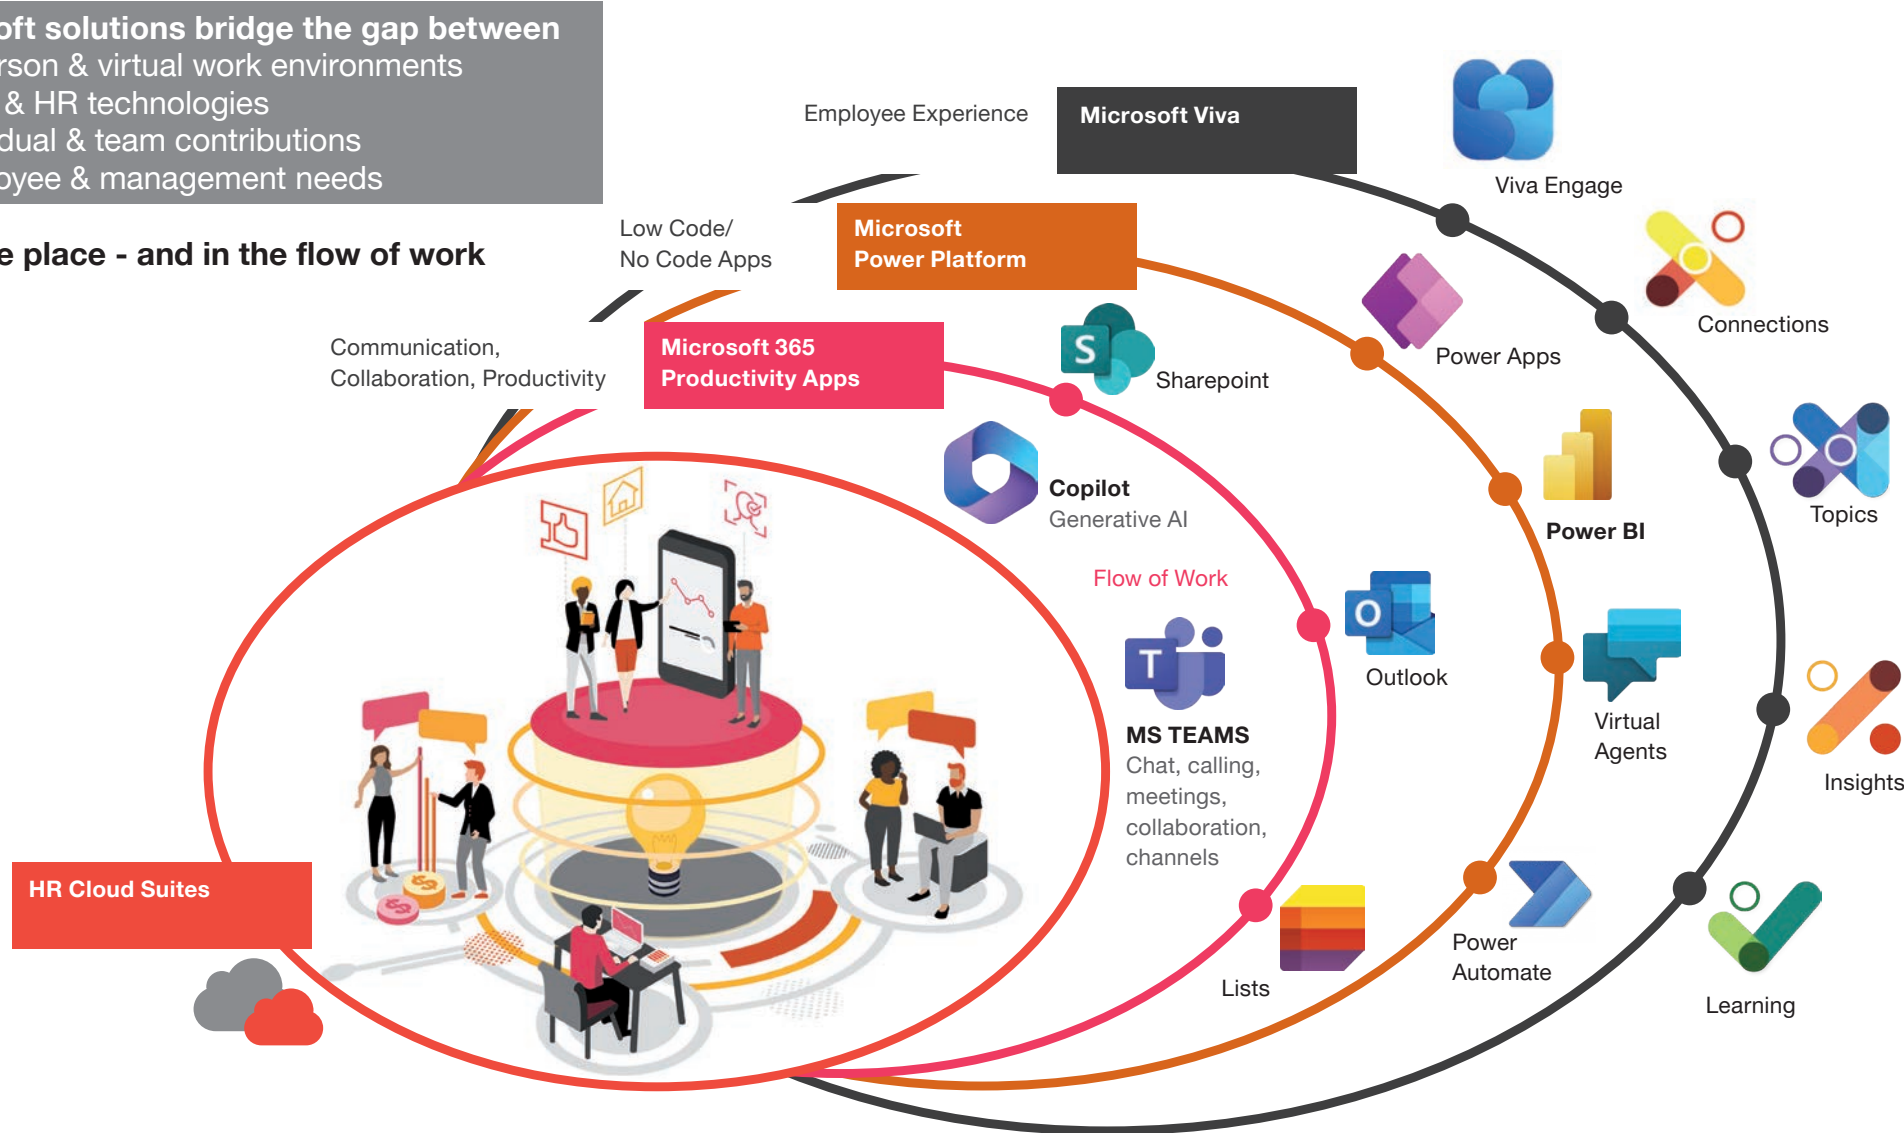 oft solutions bridge the gap between
rson & virtual work environments
& HR technologies
dual & team contributions
oyee & management needs
e place - and in the flow of work
Employee Experience
Microsoft Viva
Low Code/
No Code Apps
Microsoft
Power Platform
Communication,
Collaboration, Productivity
Microsoft 365
Productivity Apps
Viva Engage
Connections
Topics
Insights
Learning
Power Apps
Power BI
Virtual
Agents
Power
Automate
S
Sharepoint
Copilot
Generative AI
Flow of Work
T
MS TEAMS
Chat, calling,
meetings,
collaboration,
channels
O
Outlook
Lists
HR Cloud Suites
$
$